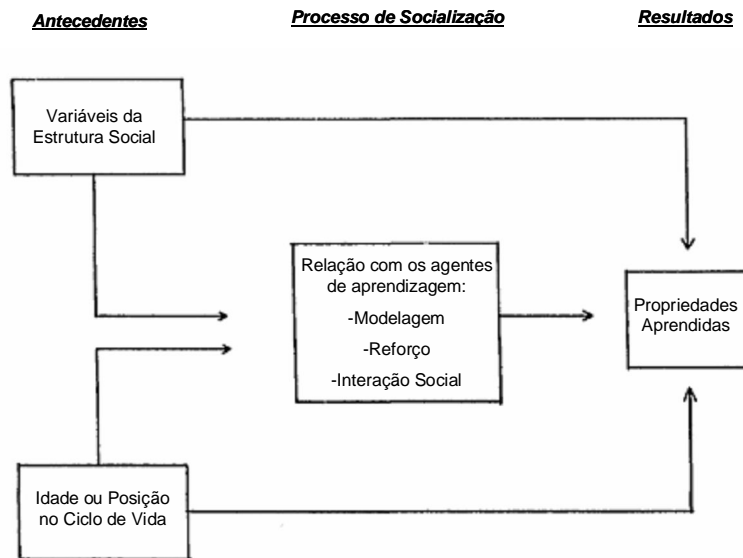 Antecedentes
Processo de Socialização
Resultados
Variáveis da
Estrutura Social
Relação com os agentes
de aprendizagem:
-Modelagem
-Reforço
-Interação Social
Propriedades
Aprendidas
Idade ou Posição
no Ciclo de Vida